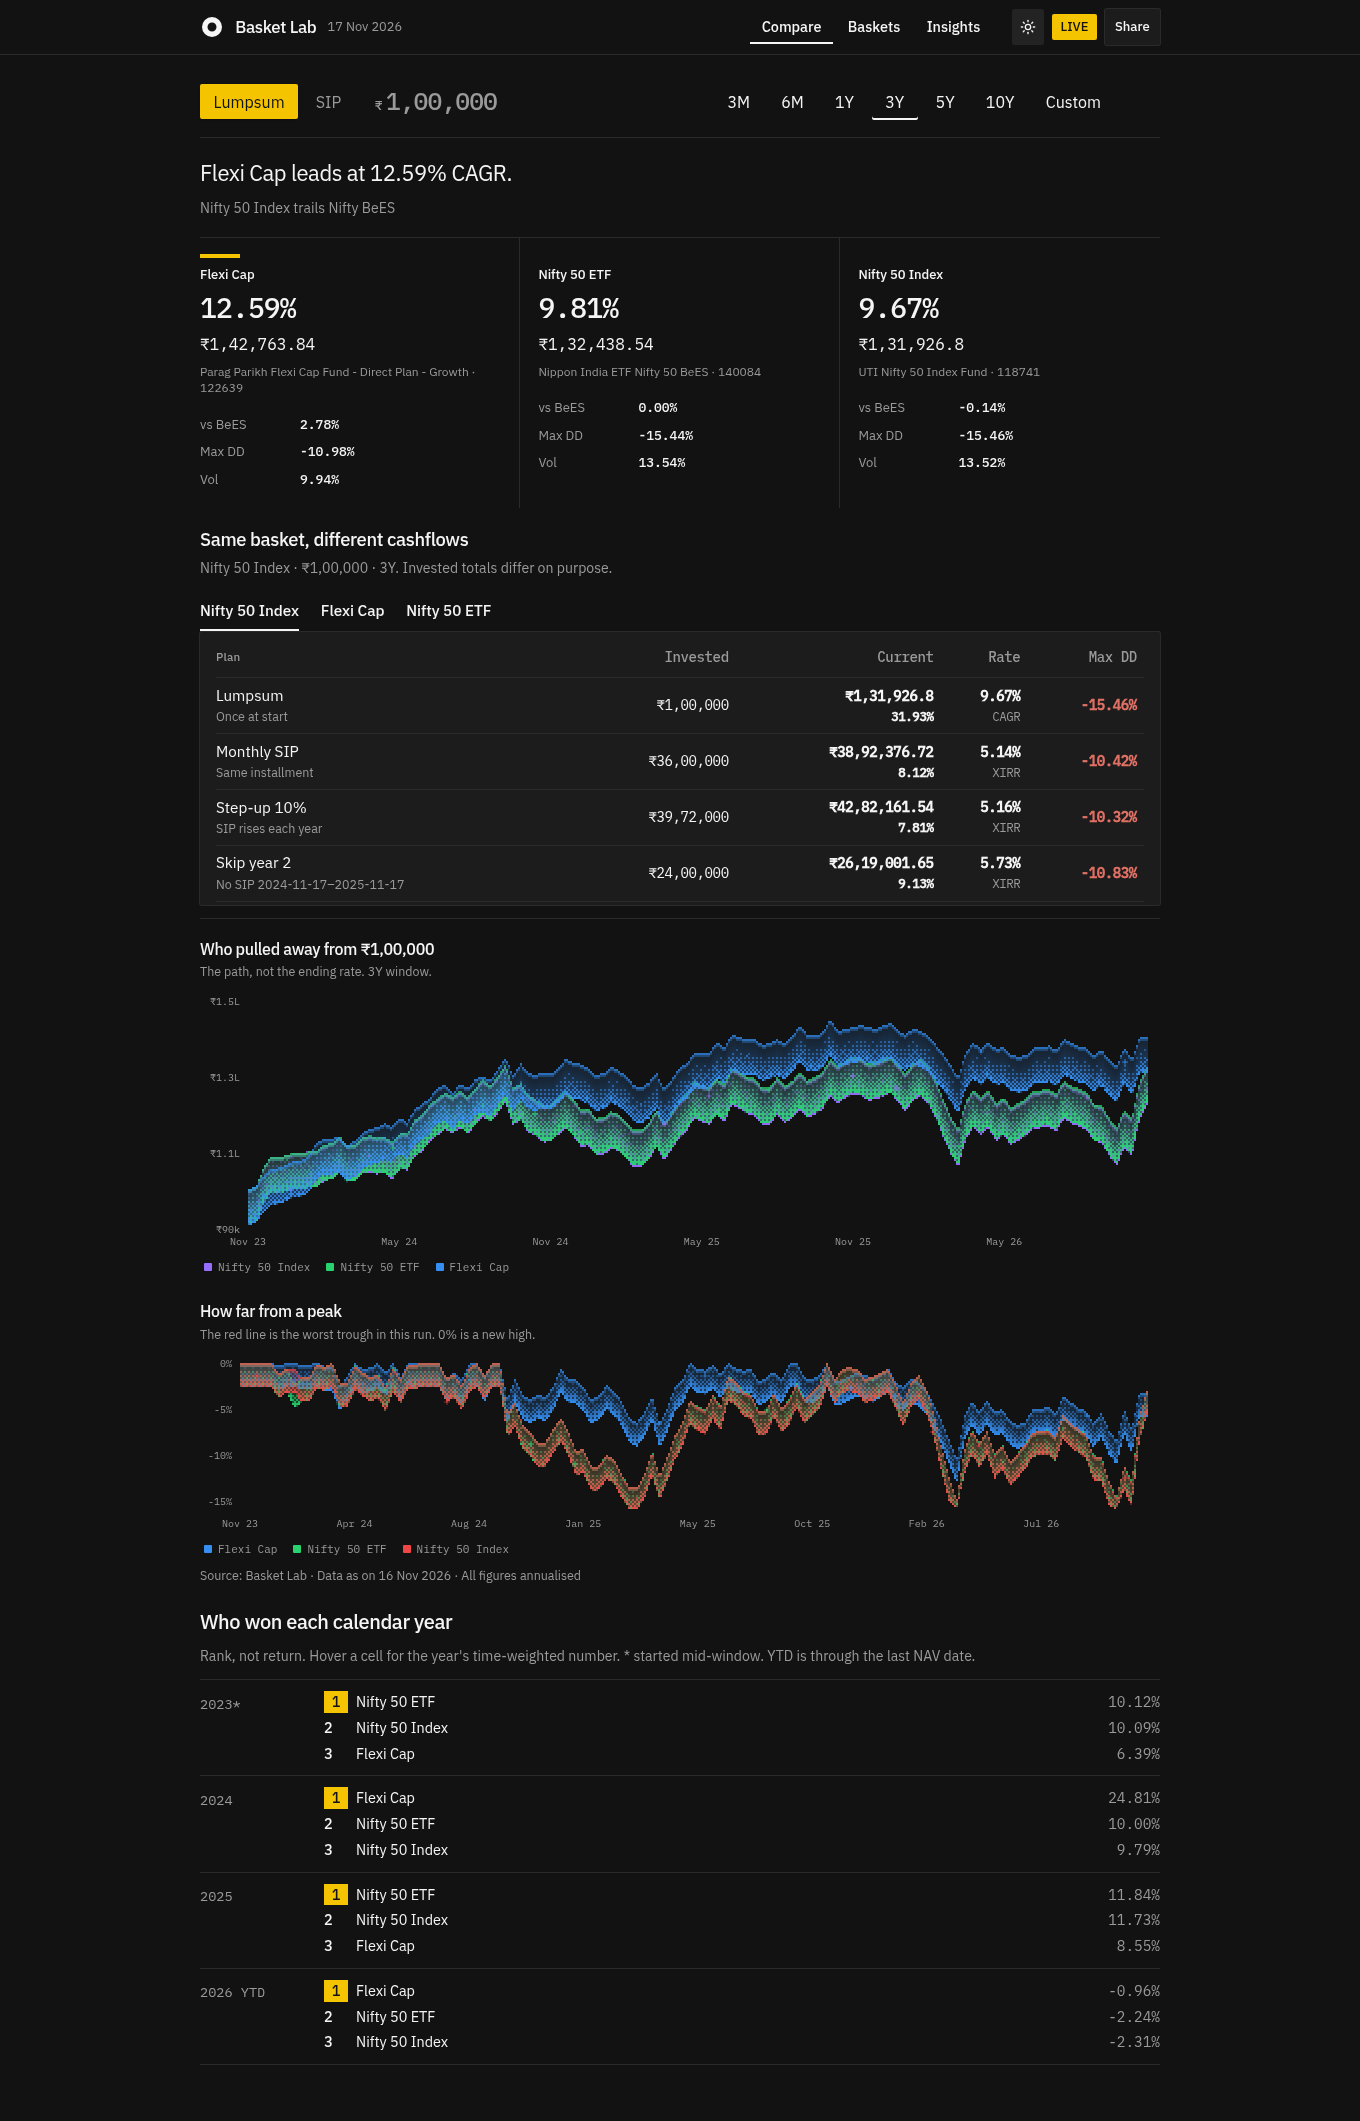 Basket Lab 17 Nov 2026 Compare Baskets Insights LIVE Share
Lumpsum SIP ₹ 1,00,000 3M 6M 1Y 3Y 5Y 10Y Custom
Flexi Cap leads at 12.59% CAGR.
Nifty 50 Index trails Nifty BeES
Flexi Cap
12.59%
₹1,42,763.84
Parag Parikh Flexi Cap Fund - Direct Plan - Growth ·
122639
vs BeES 2.78%
Max DD -10.98%
Vol 9.94%
Nifty 50 ETF
9.81%
₹1,32,438.54
Nippon India ETF Nifty 50 BeES · 140084
vs BeES 0.00%
Max DD -15.44%
Vol 13.54%
Nifty 50 Index
9.67%
₹1,31,926.8
UTI Nifty 50 Index Fund · 118741
vs BeES -0.14%
Max DD -15.46%
Vol 13.52%
Same basket, different cashflows
Nifty 50 Index · ₹1,00,000 · 3Y. Invested totals differ on purpose.
Nifty 50 Index Flexi Cap Nifty 50 ETF
Plan Invested Current Rate Max DD
Lumpsum ₹1,00,000 ₹1,31,926.8 9.67% -15.46%
Once at start 31.93% CAGR
Monthly SIP ₹36,00,000 ₹38,92,376.72 5.14% -10.42%
Same installment 8.12% XIRR
Step-up 10% ₹39,72,000 ₹42,82,161.54 5.16% -10.32%
SIP rises each year 7.81% XIRR
Skip year 2 ₹24,00,000 ₹26,19,001.65 5.73% -10.83%
No SIP 2024-11-17–2025-11-17 9.13% XIRR
Who pulled away from ₹1,00,000
The path, not the ending rate. 3Y window.
₹1.5L
₹1.3L
₹1.1L
₹90k
Nov 23 May 24 Nov 24 May 25 Nov 25 May 26
Nifty 50 Index Nifty 50 ETF Flexi Cap
How far from a peak
The red line is the worst trough in this run. 0% is a new high.
0%
-5%
-10%
-15%
Nov 23 Apr 24 Aug 24 Jan 25 May 25 Oct 25 Feb 26 Jul 26
Flexi Cap Nifty 50 ETF Nifty 50 Index
Source: Basket Lab · Data as on 16 Nov 2026 · All figures annualised
Who won each calendar year
Rank, not return. Hover a cell for the year's time-weighted number. * started mid-window. YTD is through the last NAV date.
2023* 1 Nifty 50 ETF 10.12%
2 Nifty 50 Index 10.09%
3 Flexi Cap 6.39%
2024 1 Flexi Cap 24.81%
2 Nifty 50 ETF 10.00%
3 Nifty 50 Index 9.79%
2025 1 Nifty 50 ETF 11.84%
2 Nifty 50 Index 11.73%
3 Flexi Cap 8.55%
2026 YTD 1 Flexi Cap -0.96%
2 Nifty 50 ETF -2.24%
3 Nifty 50 Index -2.31%